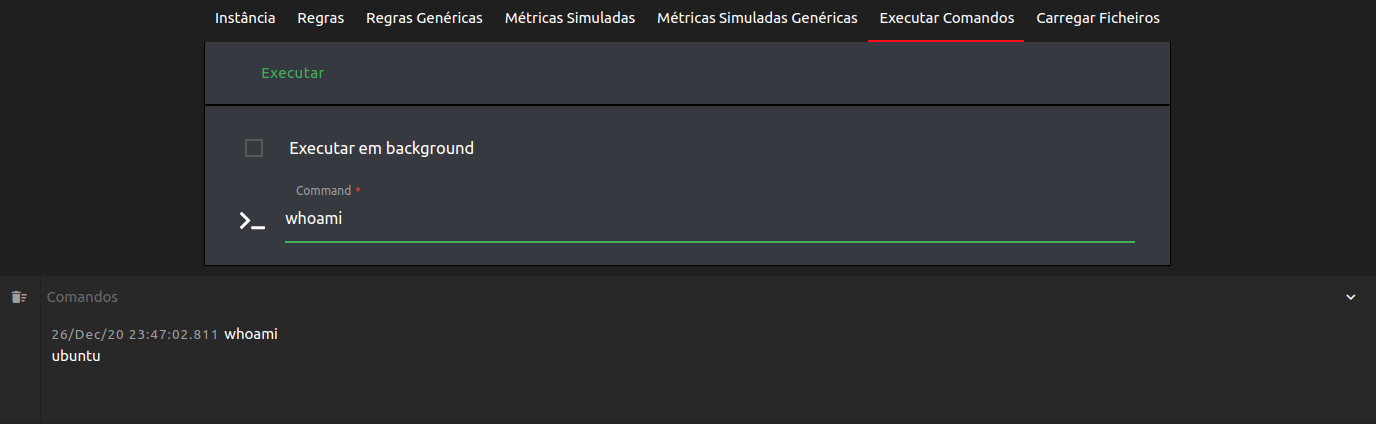 Instância Regras Regras Genéricas Métricas Simuladas Métricas Simuladas Genéricas Executar Comandos Carregar Ficheiros
Executar
Executar em background
Command *
whoami
Comandos
26/Dec/20 23:47:02.811 whoami
ubuntu